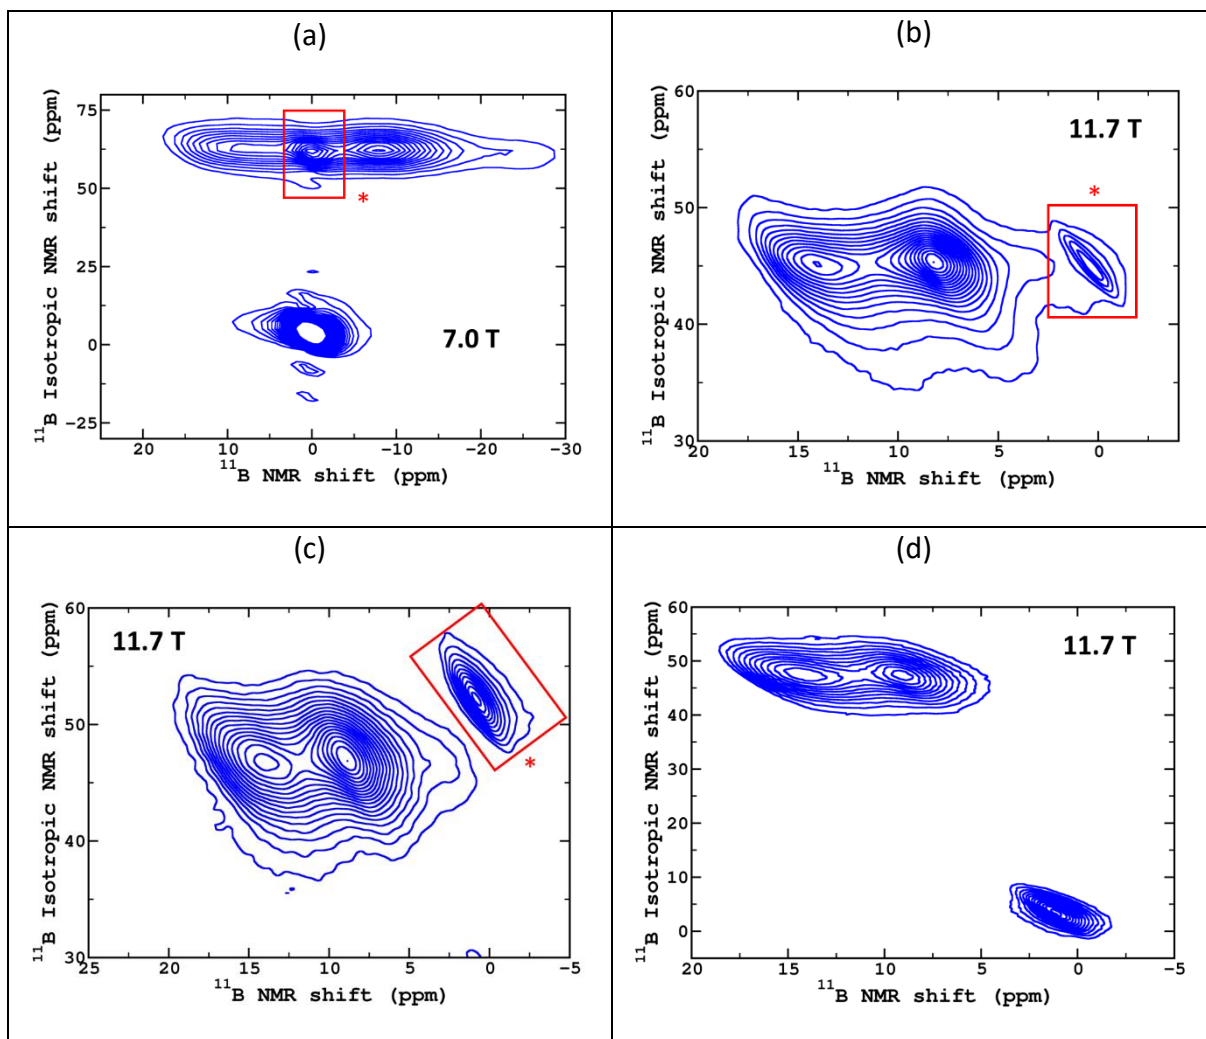 (a)
¹¹B Isotropic NMR shift (ppm)
75
50
25
0
−25
7.0 T
*
20 10 0 −10 −20 −30
¹¹B NMR shift (ppm)
(b)
¹¹B Isotropic NMR shift (ppm)
60
50
40
30
11.7 T
*
20 15 10 5 0
¹¹B NMR shift (ppm)
(c)
¹¹B Isotropic NMR shift (ppm)
60
50
40
30
11.7 T
*
25 20 15 10 5 0 -5
¹¹B NMR shift (ppm)
(d)
¹¹B Isotropic NMR shift (ppm)
60
50
40
30
20
10
0
11.7 T
20 15 10 5 0 -5
¹¹B NMR shift (ppm)